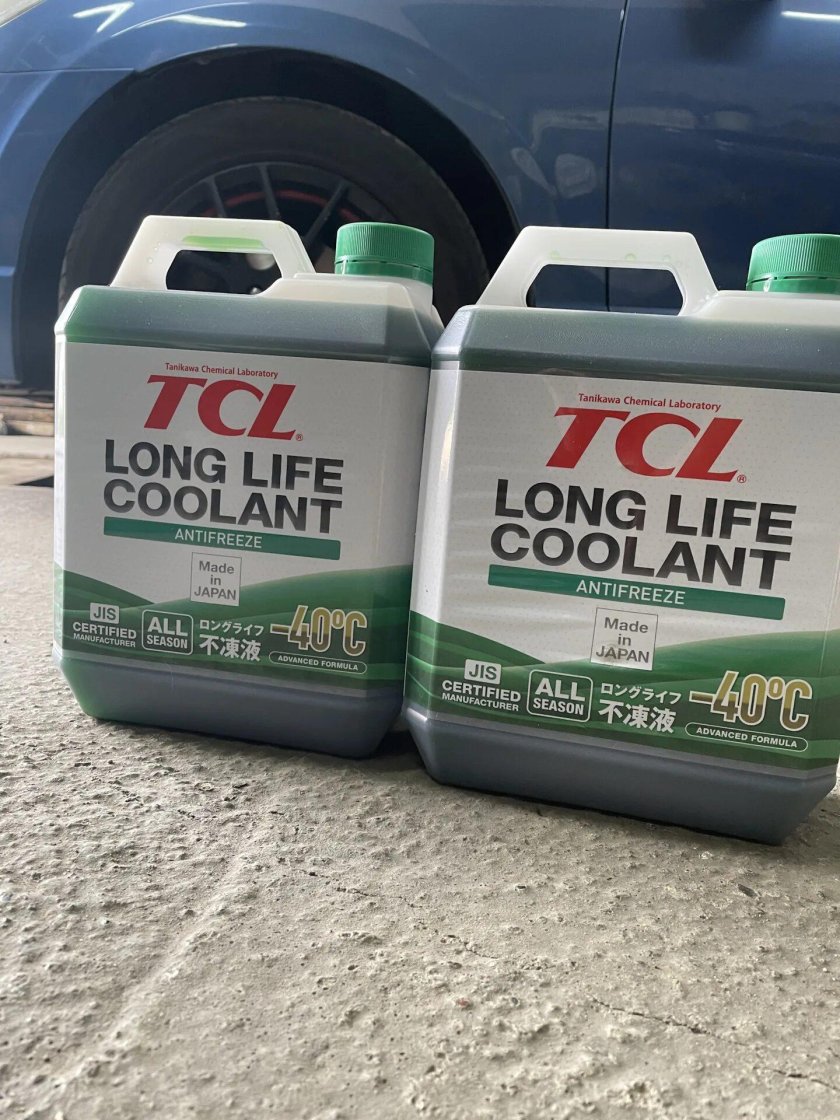 Tanikawa Chemical Laboratory
TCL®
LONG LIFE
COOLANT
ANTIFREEZE
Made
in
JAPAN
JIS
CERTIFIED
MANUFACTURER
ALL
SEASON
ロングライフ
不凍液
-40°C
ADVANCED FORMULA
Tanikawa Chemical Laboratory
TCL®
LONG LIFE
COOLANT
ANTIFREEZE
Made
in
JAPAN
JIS
CERTIFIED
MANUFACTURER
ALL
SEASON
ロングライフ
不凍液
-40°C
ADVANCED FORMULA